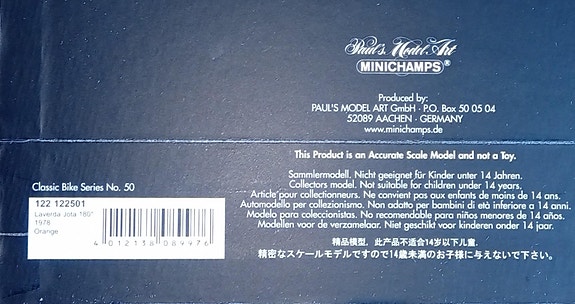 Paul's Model Art
MINICHAMPS®
Produced by:
PAUL'S MODEL ART GmbH · P.O. Box 50 05 04
52089 AACHEN · GERMANY
www.minichamps.de
This Product is an Accurate Scale Model and not a Toy.
Sammlermodell. Nicht geeignet für Kinder unter 14 Jahren.
Collectors modell. Not suitable for children under 14 years.
Article pour collectionneurs. Ne convient pas aux enfants de moins de 14 ans.
Automodello per collezionismo. Non adatto per bambini di età inferiore a 14 anni.
Modelo para coleccionistas. No recomendable para niños menores de 14 años.
Modellen voor de verzamelaar. Niet geschikt voor kinderen onder 14 jaar.
精品模型, 此产品不适合14岁以下儿童.
精密なスケールモデルですので14歳未満のお子様に与えないで下さい。
Classic Bike Series No. 50
122 122501
Laverda Jota 180°
1978
Orange
4 012138 089976